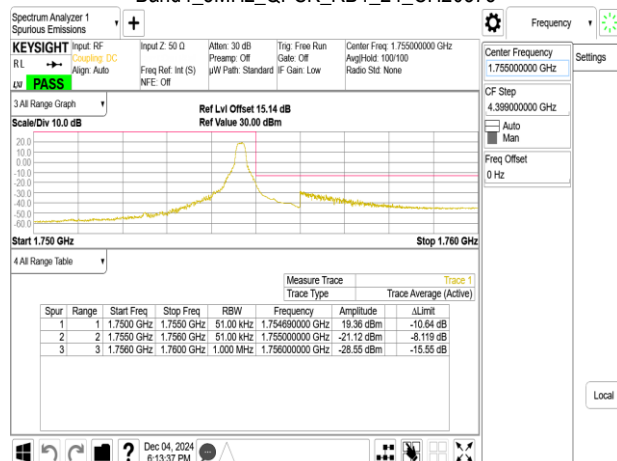 Spectrum Analyzer 1
Spurious Emissions
+
Frequency
KEYSIGHT Input: RF
Coupling: DC
Align: Auto
RL
LXI PASS
Input Z: 50 Ω
Freq Ref: Int (S)
NFE: Off
Atten: 30 dB
Preamp: Off
µW Path: Standard
Trig: Free Run
Gate: Off
IF Gain: Low
Center Freq: 1.755000000 GHz
Avg|Hold: 100/100
Radio Std: None
Center Frequency
1.755000000 GHz
Settings
CF Step
4.399000000 GHz
Auto
Man
Freq Offset
0 Hz
3 All Range Graph
Scale/Div 10.0 dB
Ref Lvl Offset 15.14 dB
Ref Value 30.00 dBm
20.0
10.0
0.00
-10.0
-20.0
-30.0
-40.0
-50.0
-60.0
Start 1.750 GHz
Stop 1.760 GHz
4 All Range Table
Measure Trace Trace 1
Trace Type Trace Average (Active)
Spur Range Start Freq Stop Freq RBW Frequency Amplitude ΔLimit
1 1 1.7500 GHz 1.7550 GHz 51.00 kHz 1.754690000 GHz 19.36 dBm -10.64 dB
2 2 1.7550 GHz 1.7560 GHz 51.00 kHz 1.755000000 GHz -21.12 dBm -8.119 dB
3 3 1.7560 GHz 1.7600 GHz 1.000 MHz 1.756000000 GHz -28.55 dBm -15.55 dB
Local
?
Dec 04, 2024
6:13:37 PM